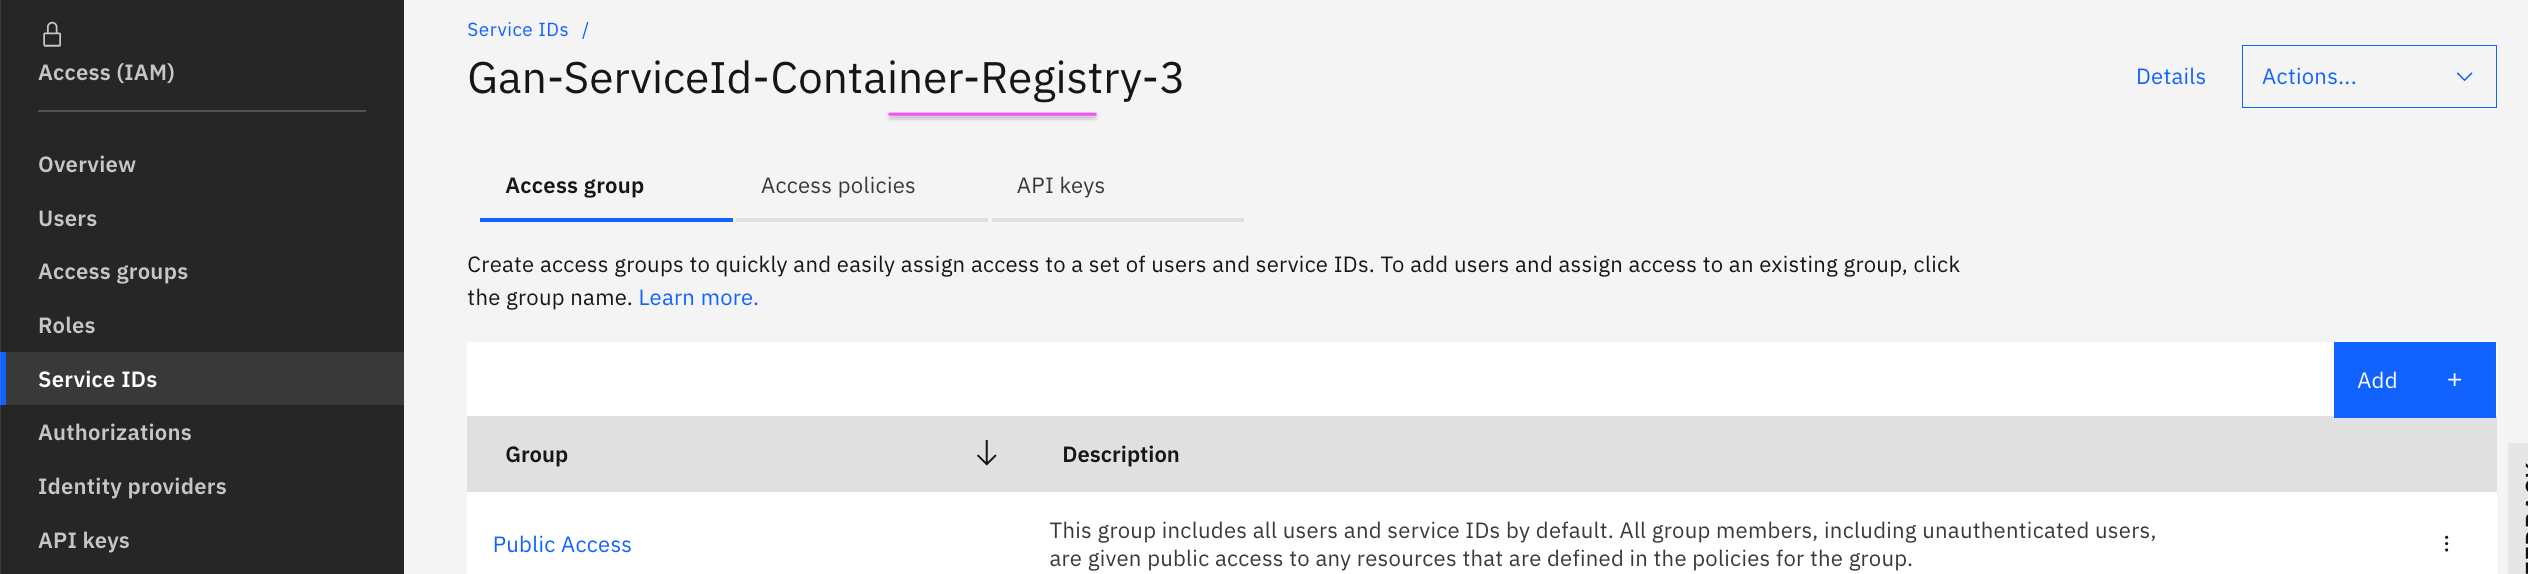 Access (IAM)
Overview
Users
Access groups
Roles
Service IDs
Authorizations
Identity providers
API keys
Service IDs /
Gan-ServiceId-Container-Registry-3
Details
Actions...
Access group
Access policies
API keys
Create access groups to quickly and easily assign access to a set of users and service IDs. To add users and assign access to an existing group, click
the group name. Learn more.
Add +
Group
Description
Public Access
This group includes all users and service IDs by default. All group members, including unauthenticated users,
are given public access to any resources that are defined in the policies for the group.